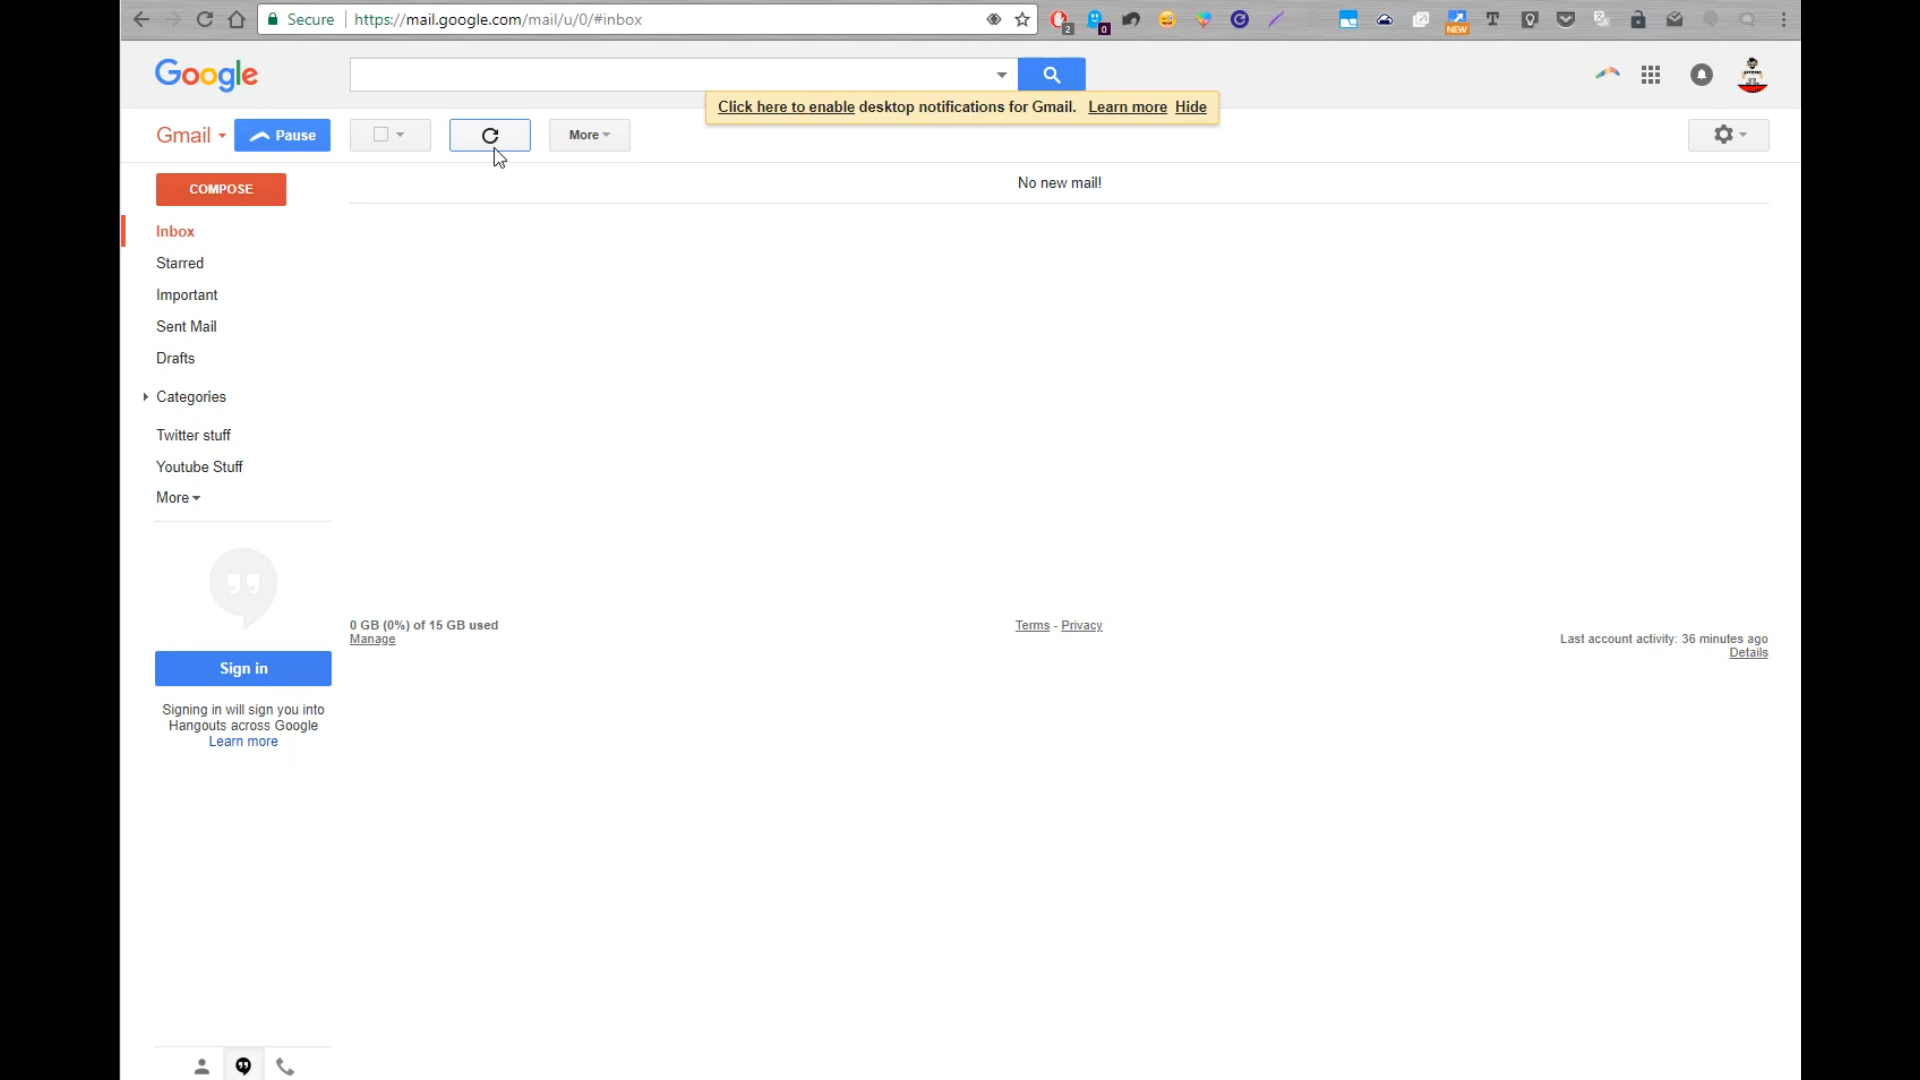 Secure https://mail.google.com/mail/u/0/#inbox
2
0
NEW
Google
Click here to enable desktop notifications for Gmail. Learn more Hide
Gmail Pause More
COMPOSE
No new mail!
Inbox
Starred
Important
Sent Mail
Drafts
Categories
Twitter stuff
Youtube Stuff
More
0 GB (0%) of 15 GB used
Manage
Terms - Privacy
Last account activity: 36 minutes ago
Details
Sign in
Signing in will sign you into
Hangouts across Google
Learn more